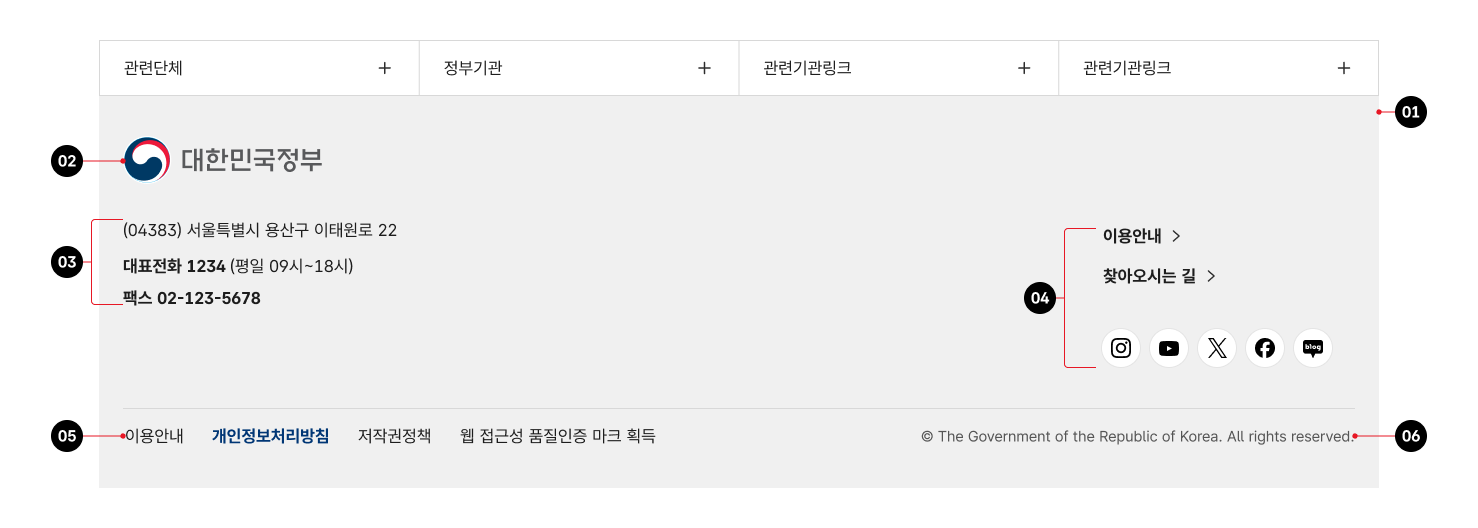 관련단체 정부기관 관련기관링크 관련기관링크
01
02 대한민국정부
(04383) 서울특별시 용산구 이태원로 22
03 대표전화 1234 (평일 09시~18시)
팩스 02-123-5678
이용안내
찾아오시는 길
04
blog
05 이용안내 개인정보처리방침 저작권정책 웹 접근성 품질인증 마크 획득 © The Government of the Republic of Korea. All rights reserved. 06